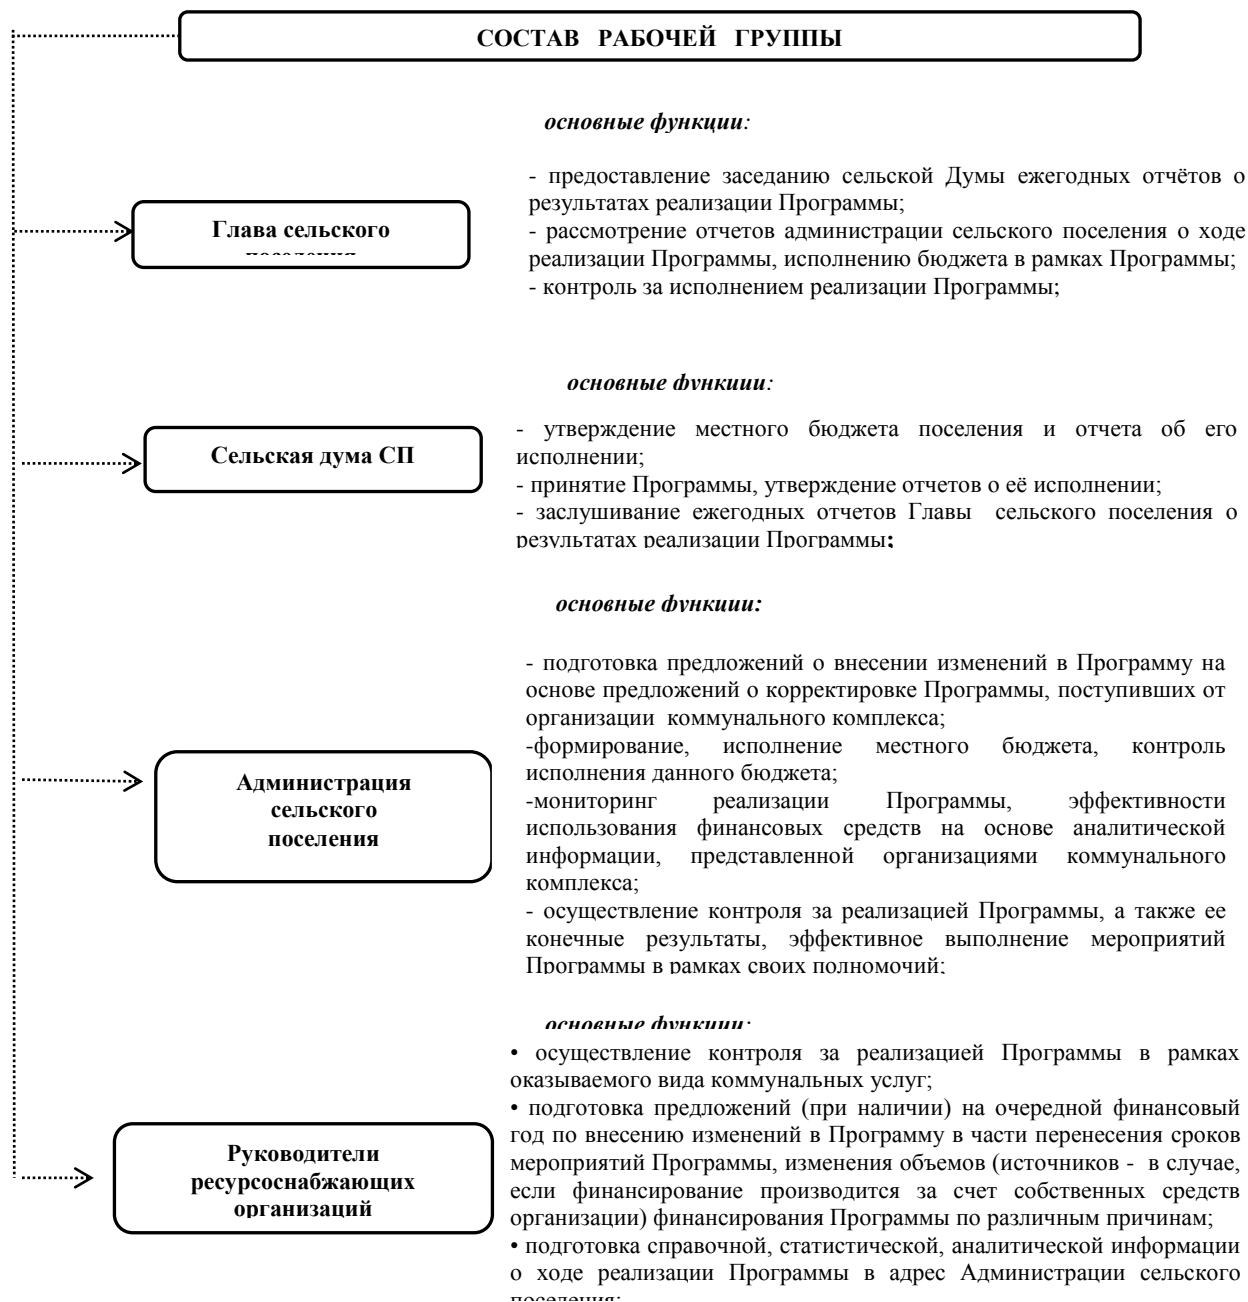 СОСТАВ РАБОЧЕЙ ГРУППЫ
основные функции:
Глава сельского
поселения
- предоставление заседанию сельской Думы ежегодных отчётов о
результатах реализации Программы;
- рассмотрение отчетов администрации сельского поселения о ходе
реализации Программы, исполнению бюджета в рамках Программы;
- контроль за исполнением реализации Программы;
основные функции:
Сельская дума СП
- утверждение местного бюджета поселения и отчета об его
исполнении;
- принятие Программы, утверждение отчетов о её исполнении;
- заслушивание ежегодных отчетов Главы сельского поселения о
результатах реализации Программы;
основные функции:
Администрация
сельского
поселения
- подготовка предложений о внесении изменений в Программу на
основе предложений о корректировке Программы, поступивших от
организации коммунального комплекса;
-формирование, исполнение местного бюджета, контроль
исполнения данного бюджета;
-мониторинг реализации Программы, эффективности
использования финансовых средств на основе аналитической
информации, представленной организациями коммунального
комплекса;
- осуществление контроля за реализацией Программы, а также ее
конечные результаты, эффективное выполнение мероприятий
Программы в рамках своих полномочий;
основные функции:
Руководители
ресурсоснабжающих
организаций
• осуществление контроля за реализацией Программы в рамках
оказываемого вида коммунальных услуг;
• подготовка предложений (при наличии) на очередной финансовый
год по внесению изменений в Программу в части перенесения сроков
мероприятий Программы, изменения объемов (источников - в случае,
если финансирование производится за счет собственных средств
организации) финансирования Программы по различным причинам;
• подготовка справочной, статистической, аналитической информации
о ходе реализации Программы в адрес Администрации сельского
поселения;